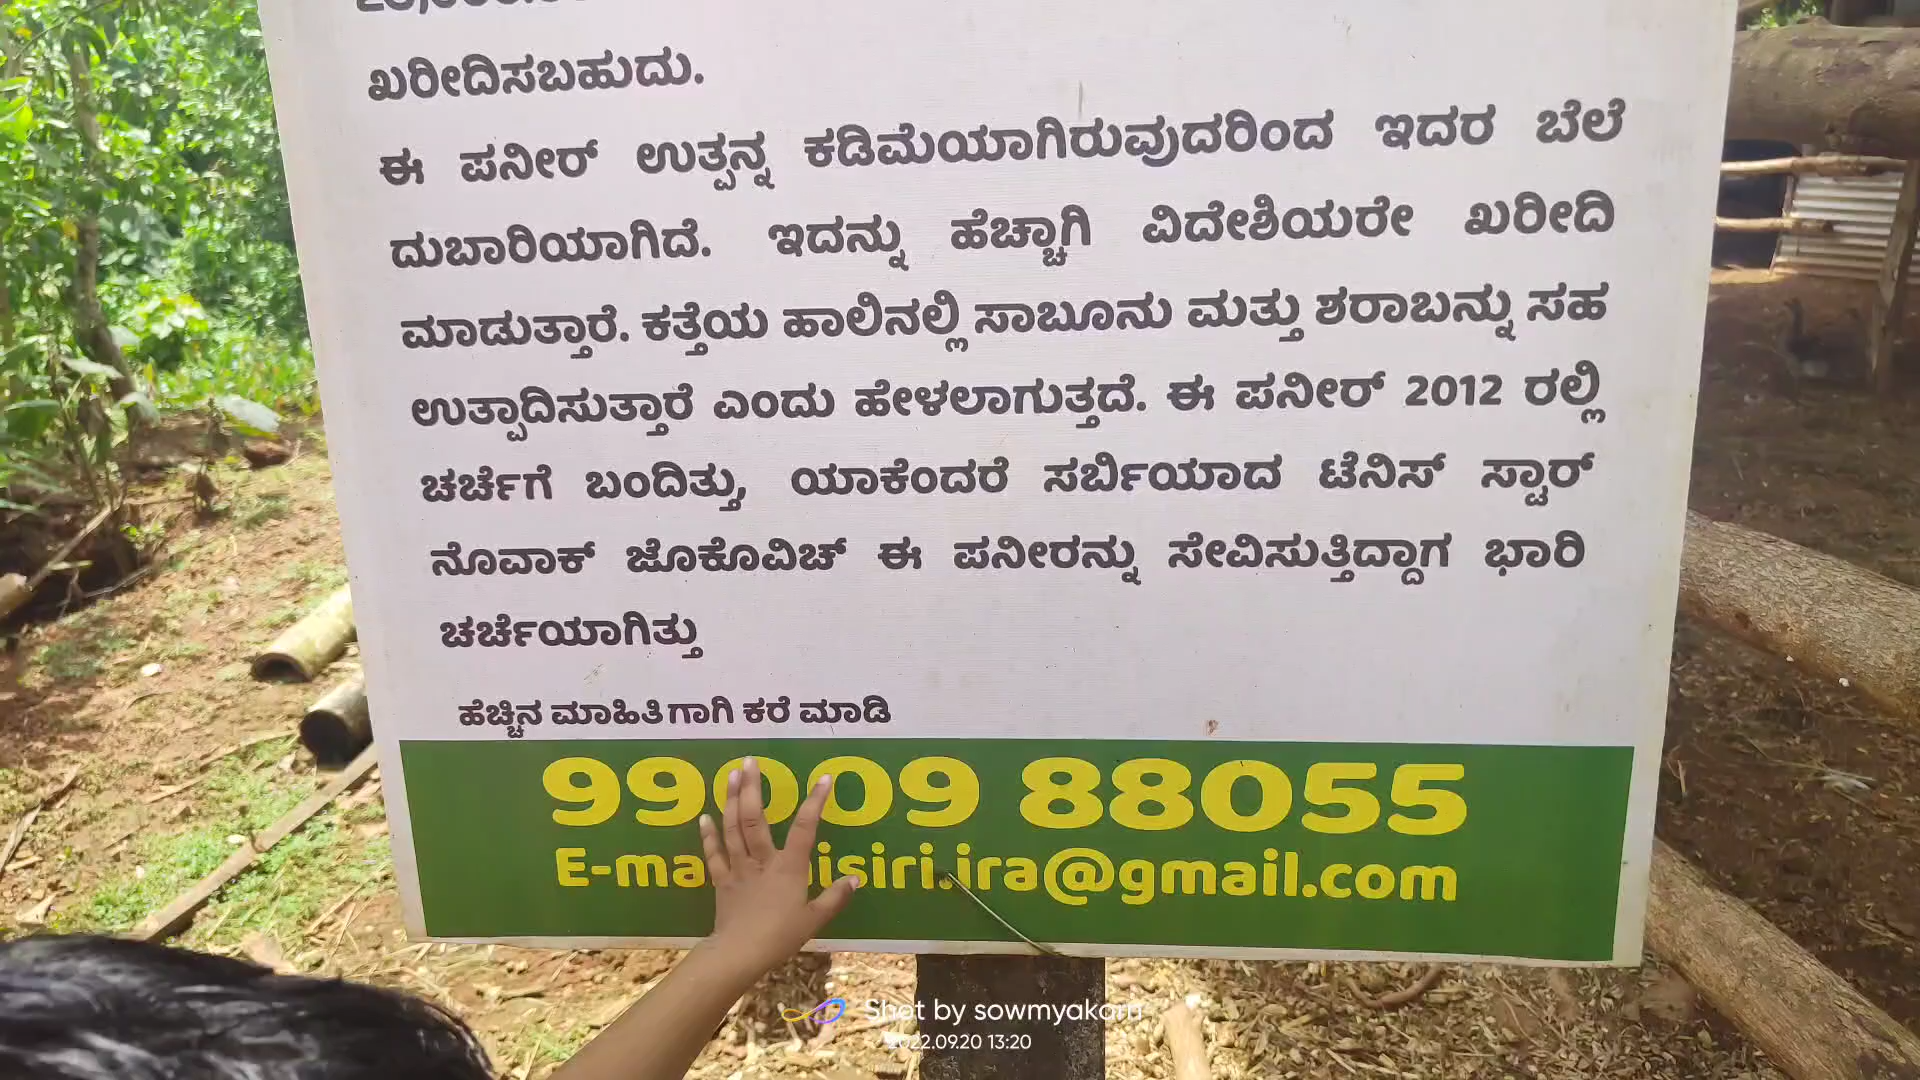 ಖರೀದಿಸಬಹುದು.
ಈ ಪನೀರ್ ಉತ್ಪನ್ನ ಕಡಿಮೆಯಾಗಿರುವುದರಿಂದ ಇದರ ಬೆಲೆ
ದುಬಾರಿಯಾಗಿದೆ. ಇದನ್ನು ಹೆಚ್ಚಾಗಿ ವಿದೇಶಿಯರೇ ಖರೀದಿ
ಮಾಡುತ್ತಾರೆ. ಕತ್ತೆಯ ಹಾಲಿನಲ್ಲಿ ಸಾಬೂನು ಮತ್ತು ಶರಾಬನ್ನು ಸಹ
ಉತ್ಪಾದಿಸುತ್ತಾರೆ ಎಂದು ಹೇಳಲಾಗುತ್ತದೆ. ಈ ಪನೀರ್ 2012 ರಲ್ಲಿ
ಚರ್ಚೆಗೆ ಬಂದಿತ್ತು, ಯಾಕೆಂದರೆ ಸರ್ಬಿಯಾದ ಟೆನಿಸ್ ಸ್ಟಾರ್
ನೊವಾಕ್ ಜೊಕೊವಿಚ್ ಈ ಪನೀರನ್ನು ಸೇವಿಸುತ್ತಿದ್ದಾಗ ಭಾರಿ
ಚರ್ಚೆಯಾಗಿತ್ತು
ಹೆಚ್ಚಿನ ಮಾಹಿತಿಗಾಗಿ ಕರೆ ಮಾಡಿ
99009 88055
isiri.ira@gmail.com
Shot by sowmyakarn
2022.09.20 13:20